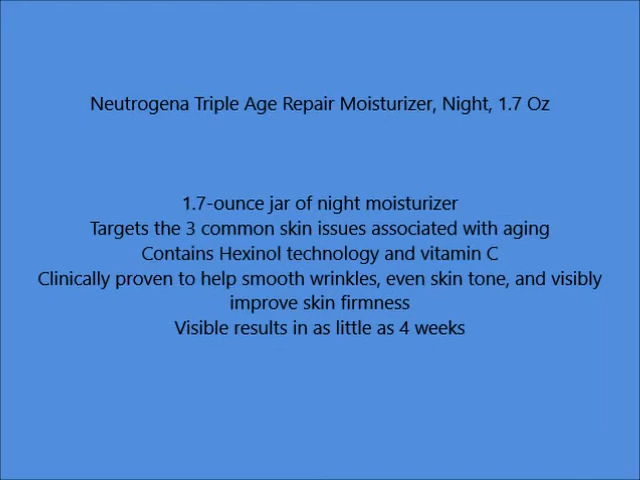 Neutrogena Triple Age Repair Moisturizer, Night, 1.7 Oz
1.7-ounce jar of night moisturizer
Targets the 3 common skin issues associated with aging
Contains Hexinol technology and vitamin C
Clinically proven to help smooth wrinkles, even skin tone, and visibly
improve skin firmness
Visible results in as little as 4 weeks